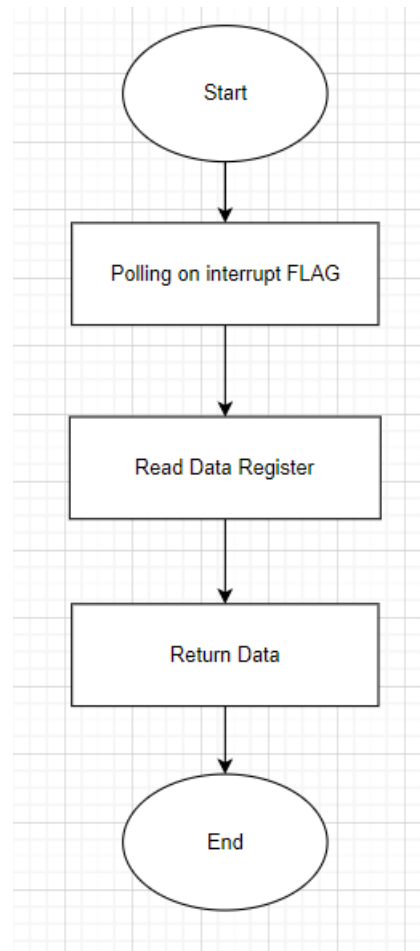 Start
Polling on interrupt FLAG
Read Data Register
Return Data
End